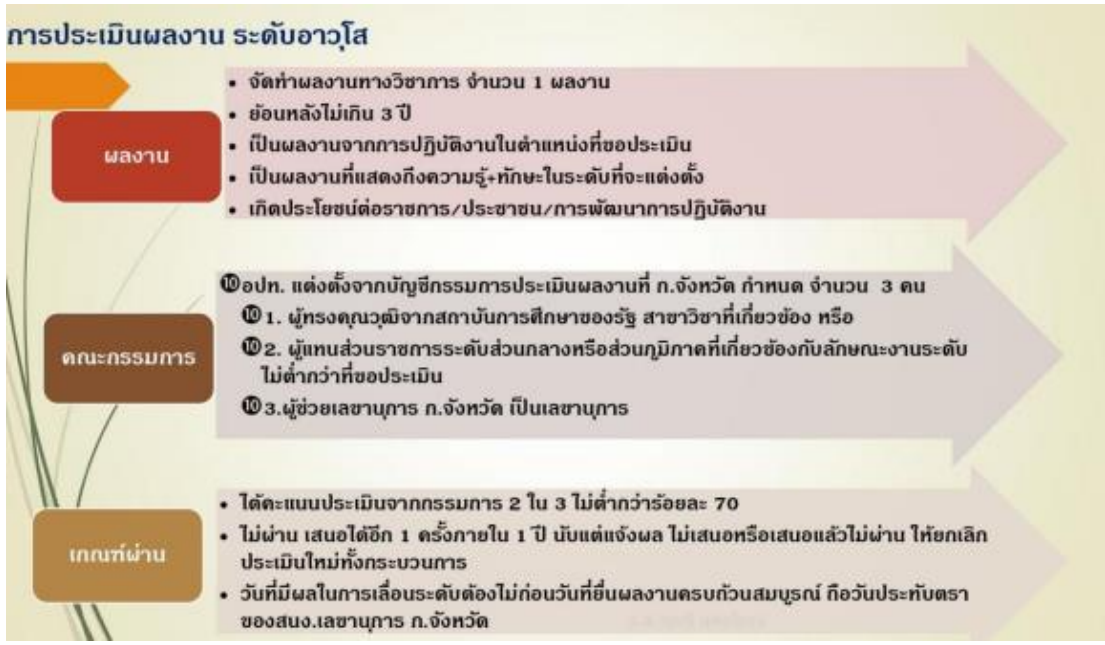 การประเมินผลงาน ระดับอาวุโส
ผลงาน
• จัดทำผลงานทางวิชาการ จำนวน 1 ผลงาน
• ย้อนหลังไม่เกิน 3 ปี
• เป็นผลงานจากการปฏิบัติงานในตำแหน่งที่ขอประเมิน
• เป็นผลงานที่แสดงถึงความรู้+ทักษะในระดับที่จะแต่งตั้ง
• เกิดประโยชน์ต่อราชการ/ประชาชน/การพัฒนาการปฏิบัติงาน
คณะกรรมการ
❿อปท. แต่งตั้งจากบัญชีกรรมการประเมินผลงานที่ ก.จังหวัด กำหนด จำนวน 3 คน
❿1. ผู้ทรงคุณวุฒิจากสถาบันการศึกษาของรัฐ สาขาวิชาที่เกี่ยวข้อง หรือ
❿2. ผู้แทนส่วนราชการระดับส่วนกลางหรือส่วนภูมิภาคที่เกี่ยวข้องกับลักษณะงานระดับ
ไม่ต่ำกว่าที่ขอประเมิน
❿3.ผู้ช่วยเลขานุการ ก.จังหวัด เป็นเลขานุการ
เกณฑ์ผ่าน
• ได้คะแนนประเมินจากกรรมการ 2 ใน 3 ไม่ต่ำกว่าร้อยละ 70
• ไม่ผ่าน เสนอได้อีก 1 ครั้งภายใน 1 ปี นับแต่แจ้งผล ไม่เสนอหรือเสนอแล้วไม่ผ่าน ให้ยกเลิก
ประเมินใหม่ทั้งกระบวนการ
• วันที่มีผลในการเลื่อนระดับต้องไม่ก่อนวันที่ยื่นผลงานครบถ้วนสมบูรณ์ ถือวันประทับตรา
ของสนง.เลขานุการ ก.จังหวัด